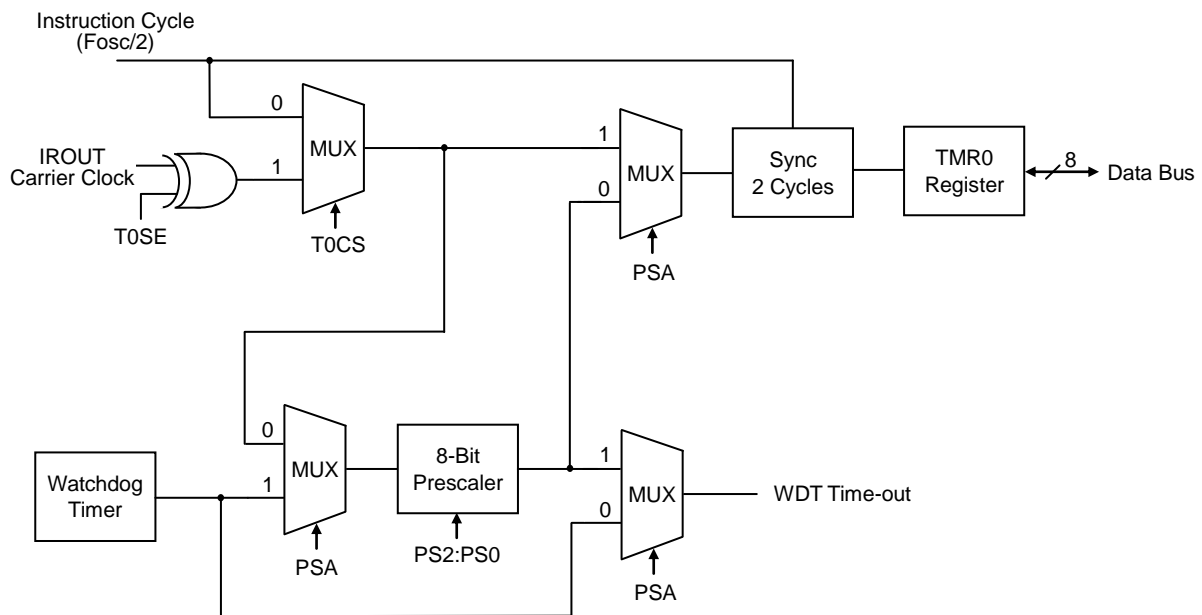 Instruction Cycle
(Fosc/2)
0
MUX
IROUT
Carrier Clock
1
T0SE
T0CS
1
MUX
0
PSA
Sync
2 Cycles
TMR0
Register
8
Data Bus
0
MUX
1
PSA
Watchdog
Timer
8-Bit
Prescaler
PS2:PS0
1
MUX
0
PSA
WDT Time-out